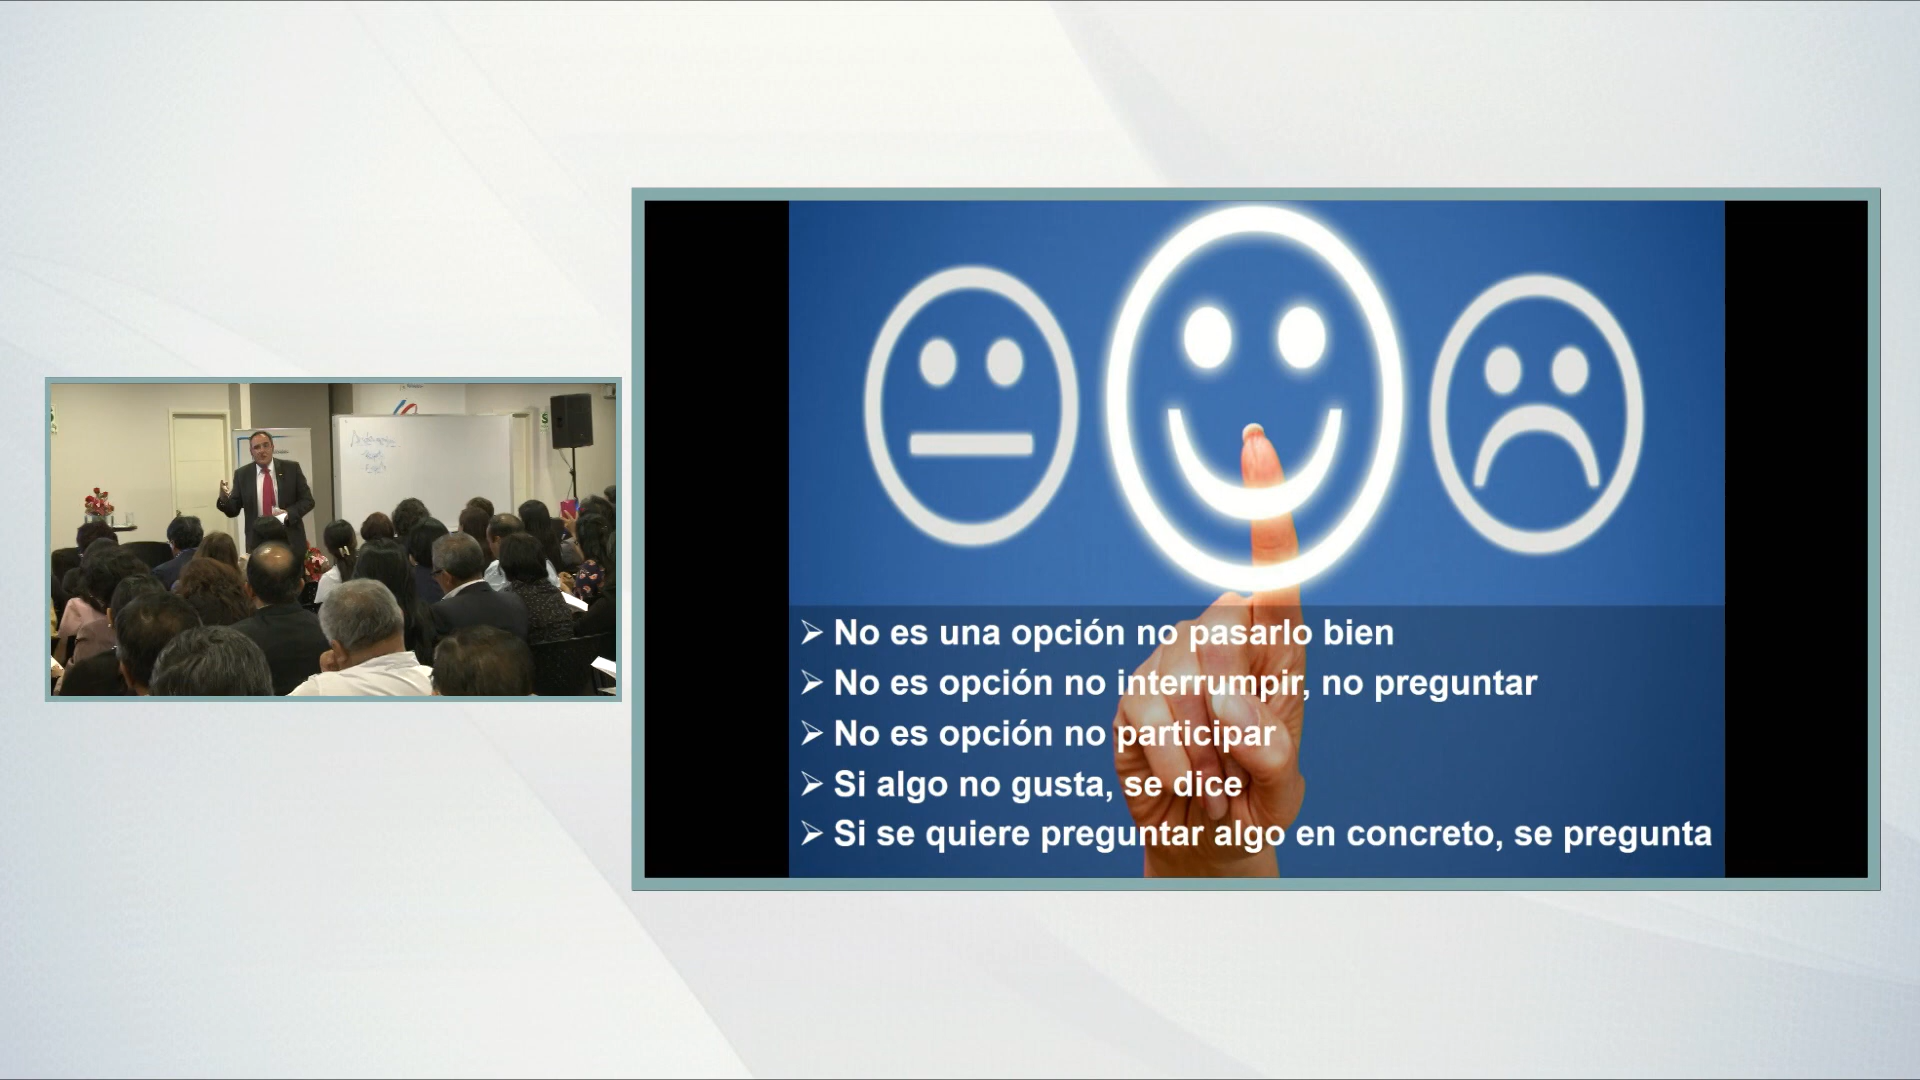 ➢ No es una opción no pasarlo bien
➢ No es opción no interrumpir, no preguntar
➢ No es opción no participar
➢ Si algo no gusta, se dice
➢ Si se quiere preguntar algo en concreto, se pregunta